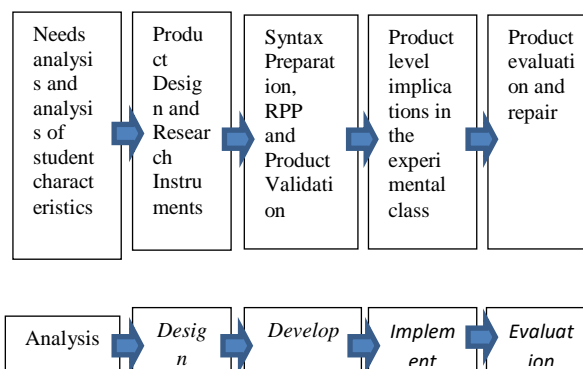 Needs
analysi
s and
analysis
s of
student
charact
eristics
Produ
ct
Desig
n and
Resear
ch
Instru
ments
Syntax
Preparat
ion,
RPP
and
Product
Validati
on
Product
level
implica
tions in
the
experi
mental
class
Product
evaluati
on and
repair
Analysis
Desig
n
Develop
Implem
ent
Evaluat
ion